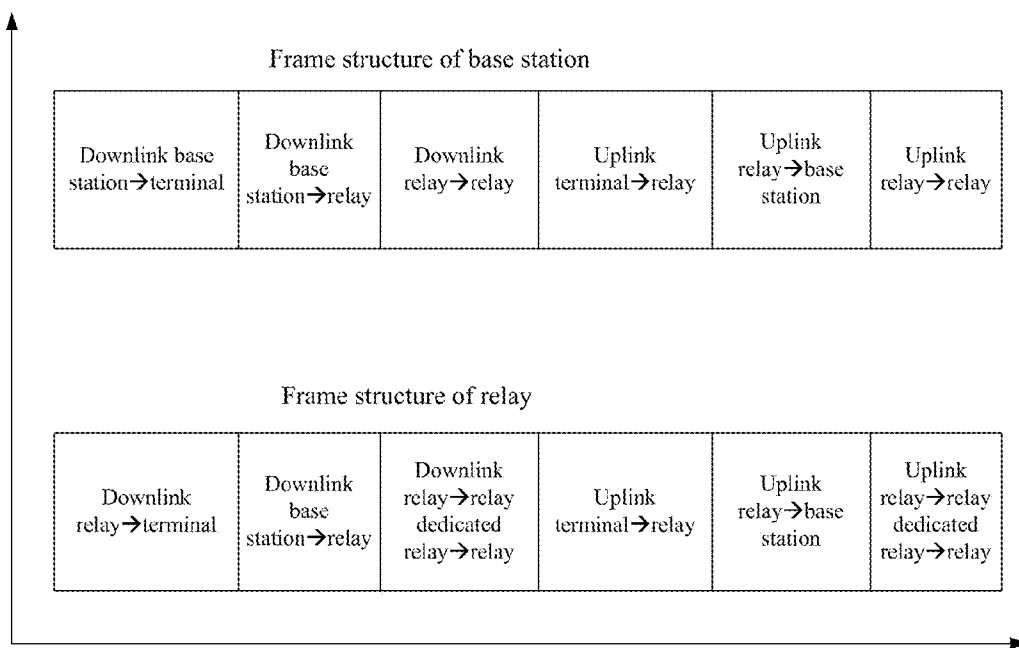 Frame structure of base station
Downlink base
station→terminal
Downlink
base
station→relay
Downlink
relay→relay
Uplink
terminal→relay
Uplink
relay→base
station
Uplink
relay→relay
Frame structure of relay
Downlink
relay→terminal
Downlink
base
station→relay
Downlink
relay→relay
dedicated
relay→relay
Uplink
terminal→relay
Uplink
relay→base
station
Uplink
relay→relay
dedicated
relay→relay